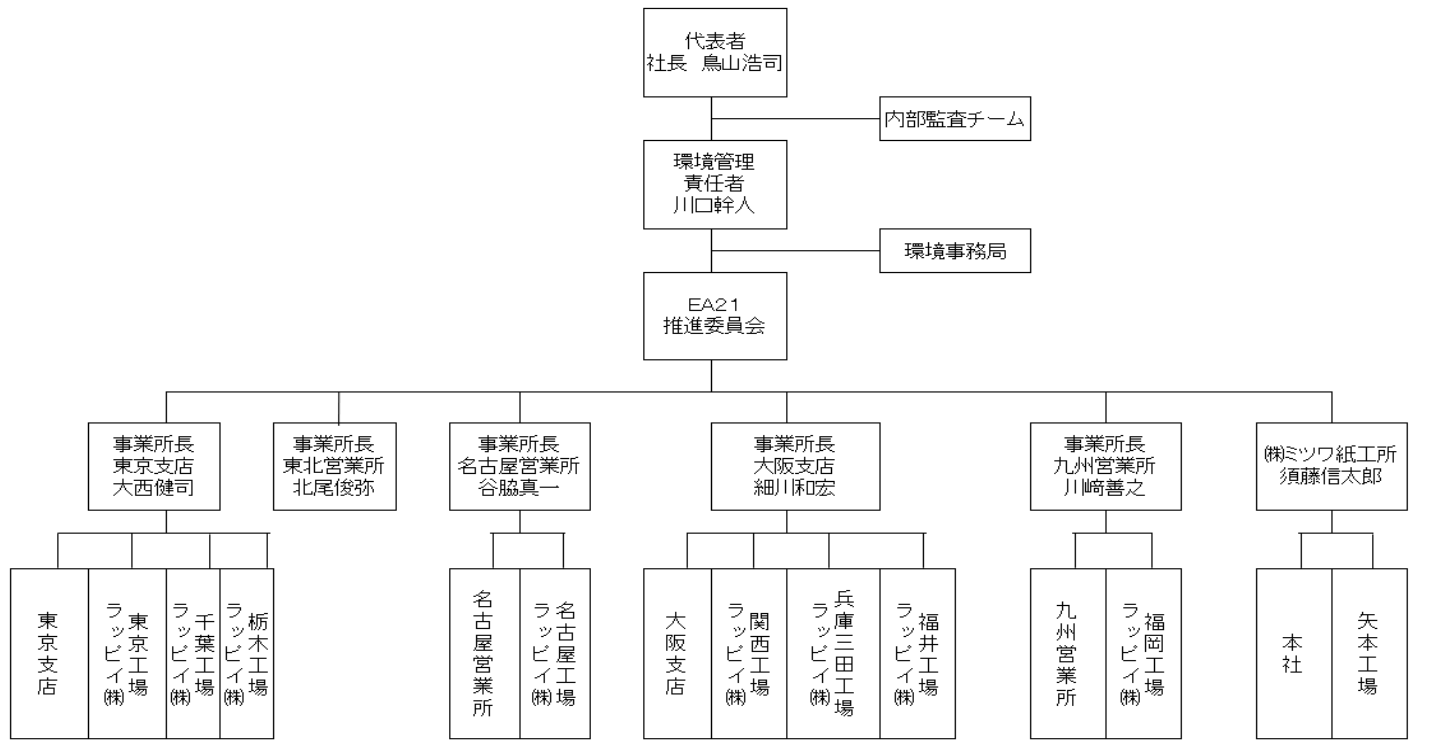 代表者
社長　鳥山浩司
内部監査チーム
環境管理
責任者
川口幹人
環境事務局
EA21
推進委員会
事業所長
東京支店
大西健司
事業所長
東北営業所
北尾俊弥
事業所長
名古屋営業所
谷脇真一
事業所長
大阪支店
細川和宏
事業所長
九州営業所
川﨑善之
㈱ミツワ紙工所
須藤信太郎
東京支店
東京工場
ラッピイ㈱
千葉工場
ラッピイ㈱
栃木工場
ラッピイ㈱
名古屋営業所
名古屋工場
ラッピイ㈱
大阪支店
関西工場
ラッピイ㈱
兵庫三田工場
ラッピイ㈱
福井工場
ラッピイ㈱
九州営業所
福岡工場
ラッピイ㈱
本社
矢本工場